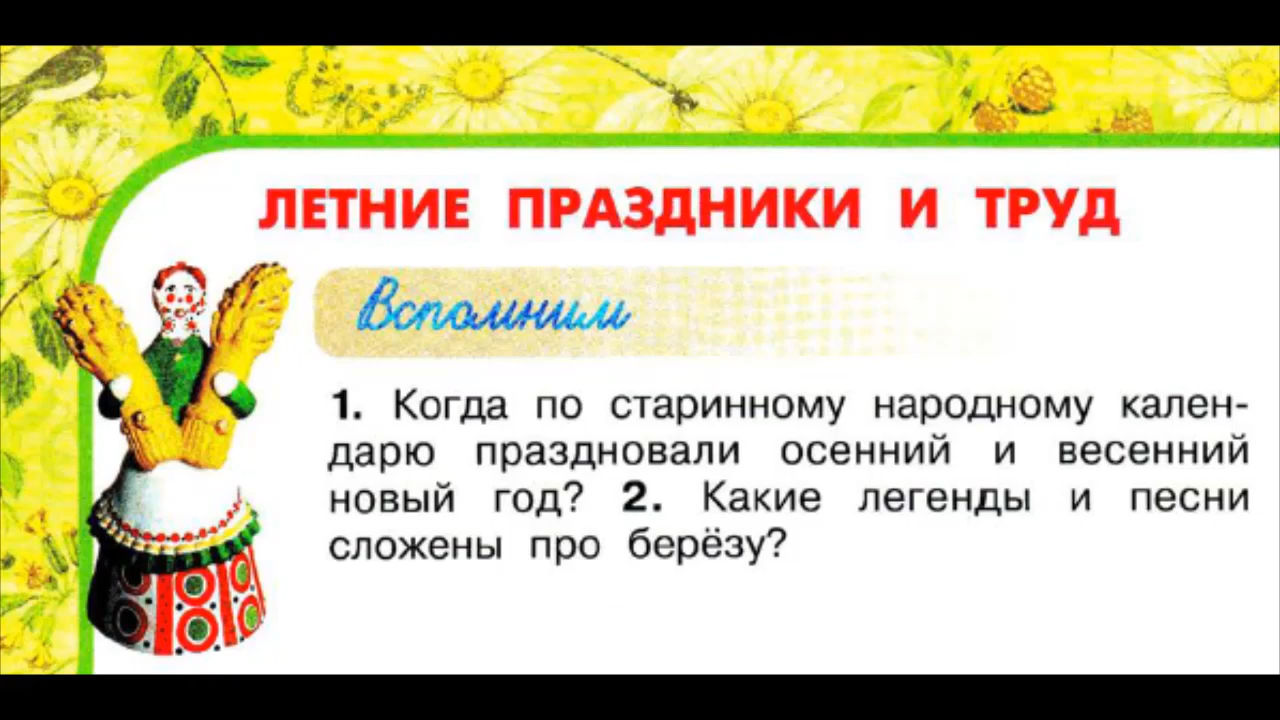 ЛЕТНИЕ ПРАЗДНИКИ И ТРУД
Вспомним
1. Когда по старинному народному кален-
дарю праздновали осенний и весенний
новый год? 2. Какие легенды и песни
сложены про берёзу?